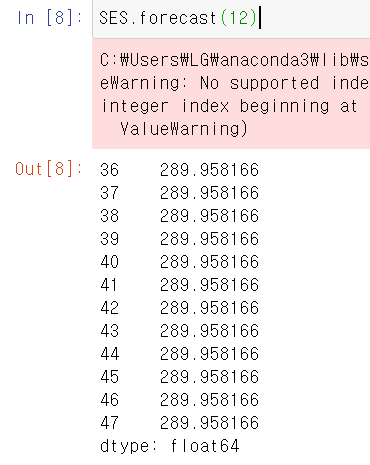 In [8]: SES.forecast(12)
C:\Users\LG\anaconda3\lib\s
eWarning: No supported inde
integer index beginning at
ValueWarning)
Out[8]: 36 289.958166
37 289.958166
38 289.958166
39 289.958166
40 289.958166
41 289.958166
42 289.958166
43 289.958166
44 289.958166
45 289.958166
46 289.958166
47 289.958166
dtype: float64